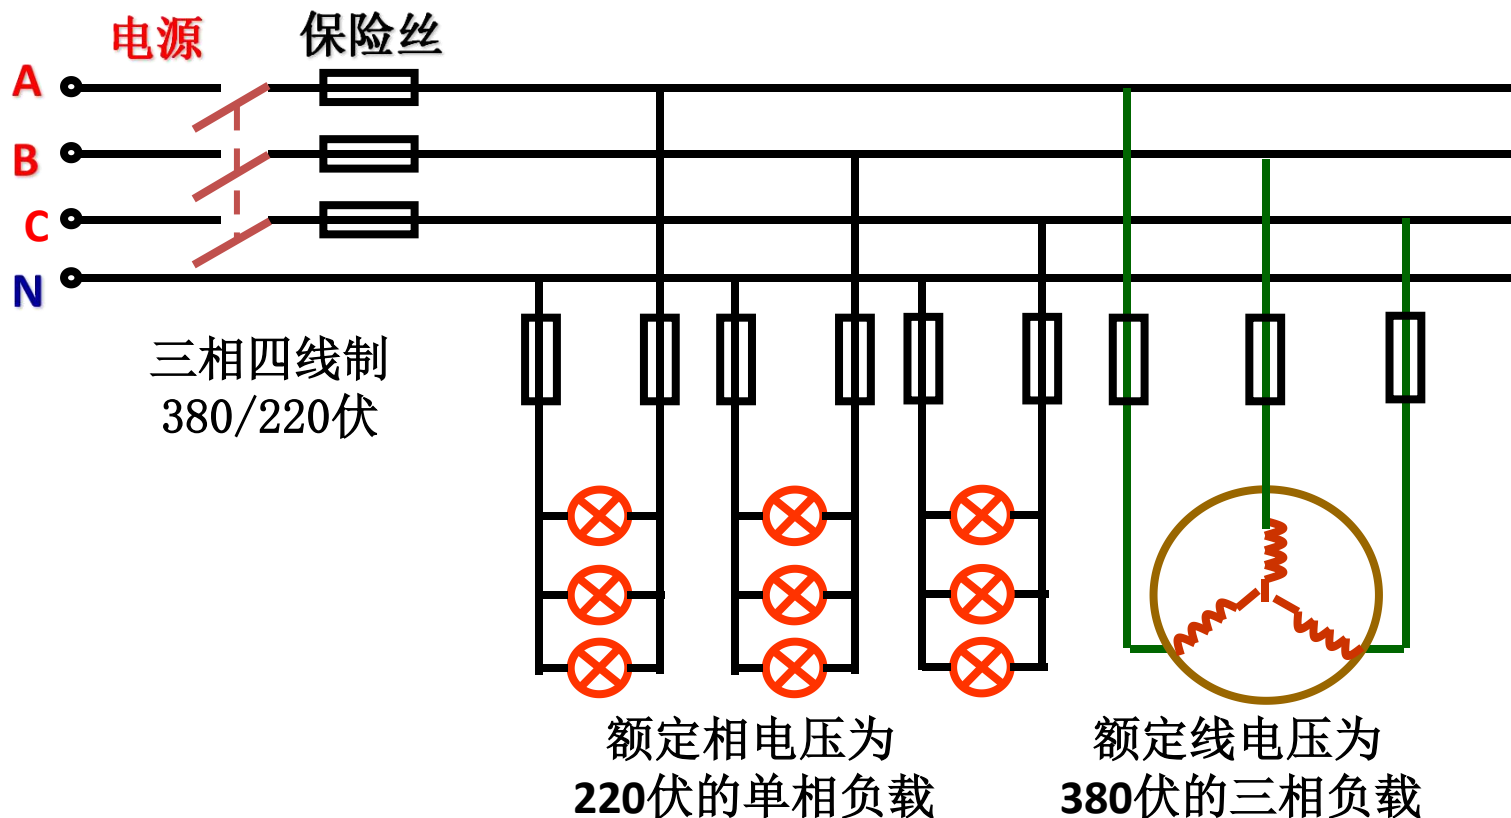 电源
保险丝
A
B
C
N
三相四线制
380/220伏
额定相电压为
220伏的单相负载
额定线电压为
380伏的三相负载